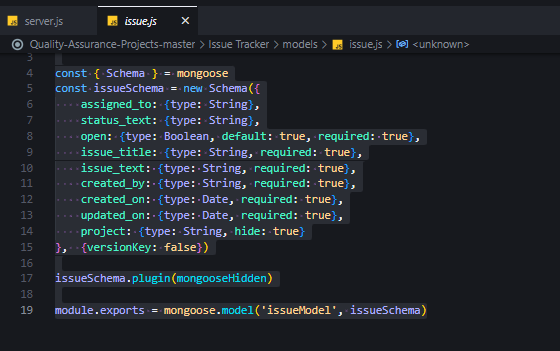 server.js issue.js
Quality-Assurance-Projects-master > Issue Tracker > models > issue.js > <unknown>
3
4 const { Schema } = mongoose
5 const issueSchema = new Schema({
6 assigned_to: {type: String},
7 status_text: {type: String},
8 open: {type: Boolean, default: true, required: true},
9 issue_title: {type: String, required: true},
10 issue_text: {type: String, required: true},
11 created_by: {type: String, required: true},
12 created_on: {type: Date, required: true},
13 updated_on: {type: Date, required: true},
14 project: {type: String, hide: true}
15 }, {versionKey: false})
16
17 issueSchema.plugin(mongooseHidden)
18
19 module.exports = mongoose.model('issueModel', issueSchema)